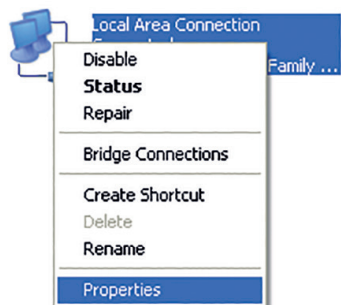 Local Area Connection
Family ...
Disable
Status
Repair
Bridge Connections
Create Shortcut
Delete
Rename
Properties